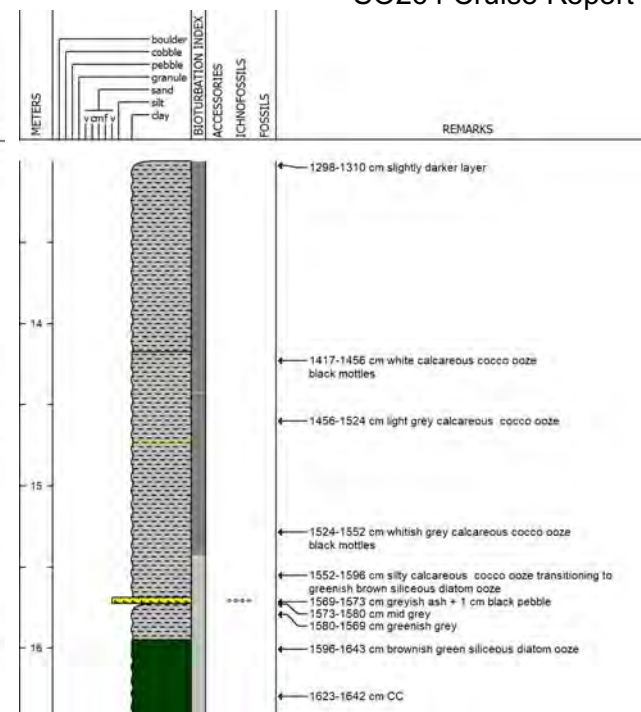 boulder
cobble
pebble
granule
sand
silt
clay
v cmf v
METERS
BIOTURBATION INDEX
ACCESSORIES
ICHNOFOSSILS
FOSSILS
REMARKS
1298-1310 cm slightly darker layer
14
1417-1456 cm white calcareous cocco ooze
black mottles
1456-1524 cm light grey calcareous cocco ooze
15
1524-1552 cm whitish grey calcareous cocco ooze
black mottles
1552-1596 cm silty calcareous cocco ooze transitioning to
greenish brown siliceous diatom ooze
1569-1573 cm greyish ash + 1 cm black pebble
1573-1580 cm mid grey
1580-1569 cm greenish grey
16
1596-1643 cm brownish green siliceous diatom ooze
1623-1642 cm CC